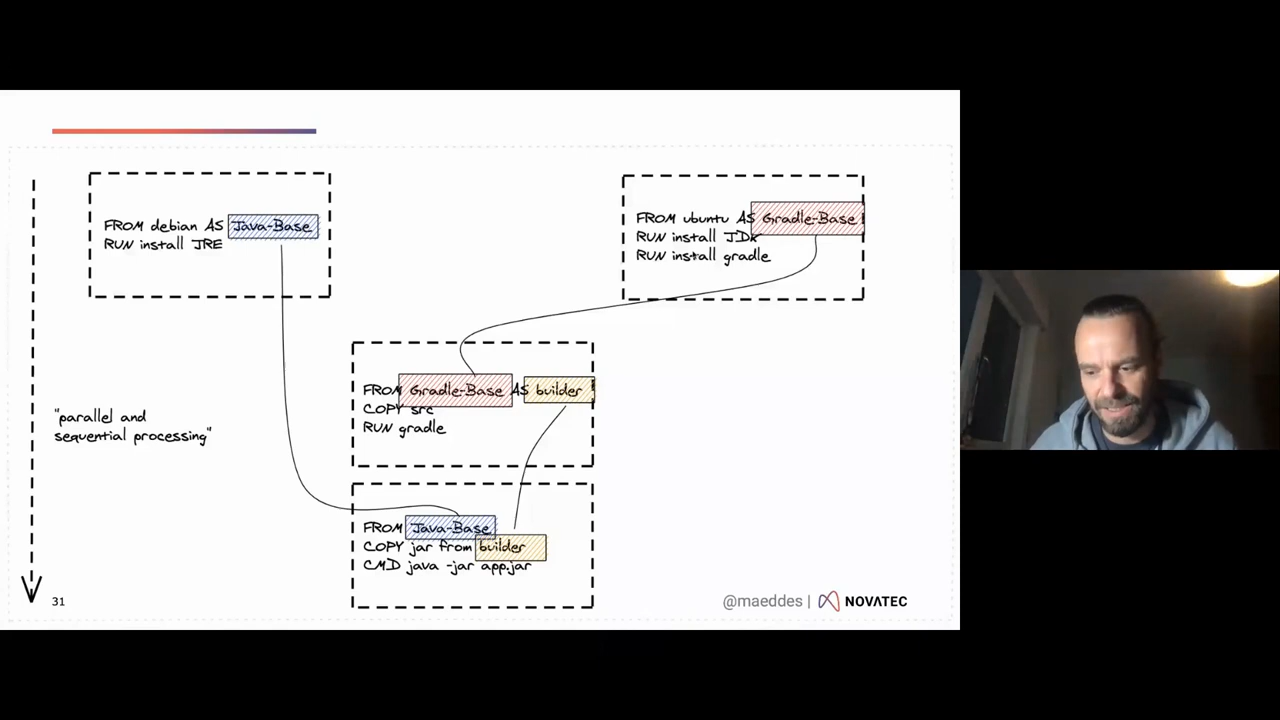 FROM debian AS Java-Base
RUN install JRE
FROM ubuntu AS Gradle-Base
RUN install JDK
RUN install gradle
FROM Gradle-Base AS builder
COPY src
RUN gradle
"parallel and
sequential processing"
FROM Java-Base
COPY jar from builder
CMD java -jar app.jar
31
@maeddes | NOVATEC